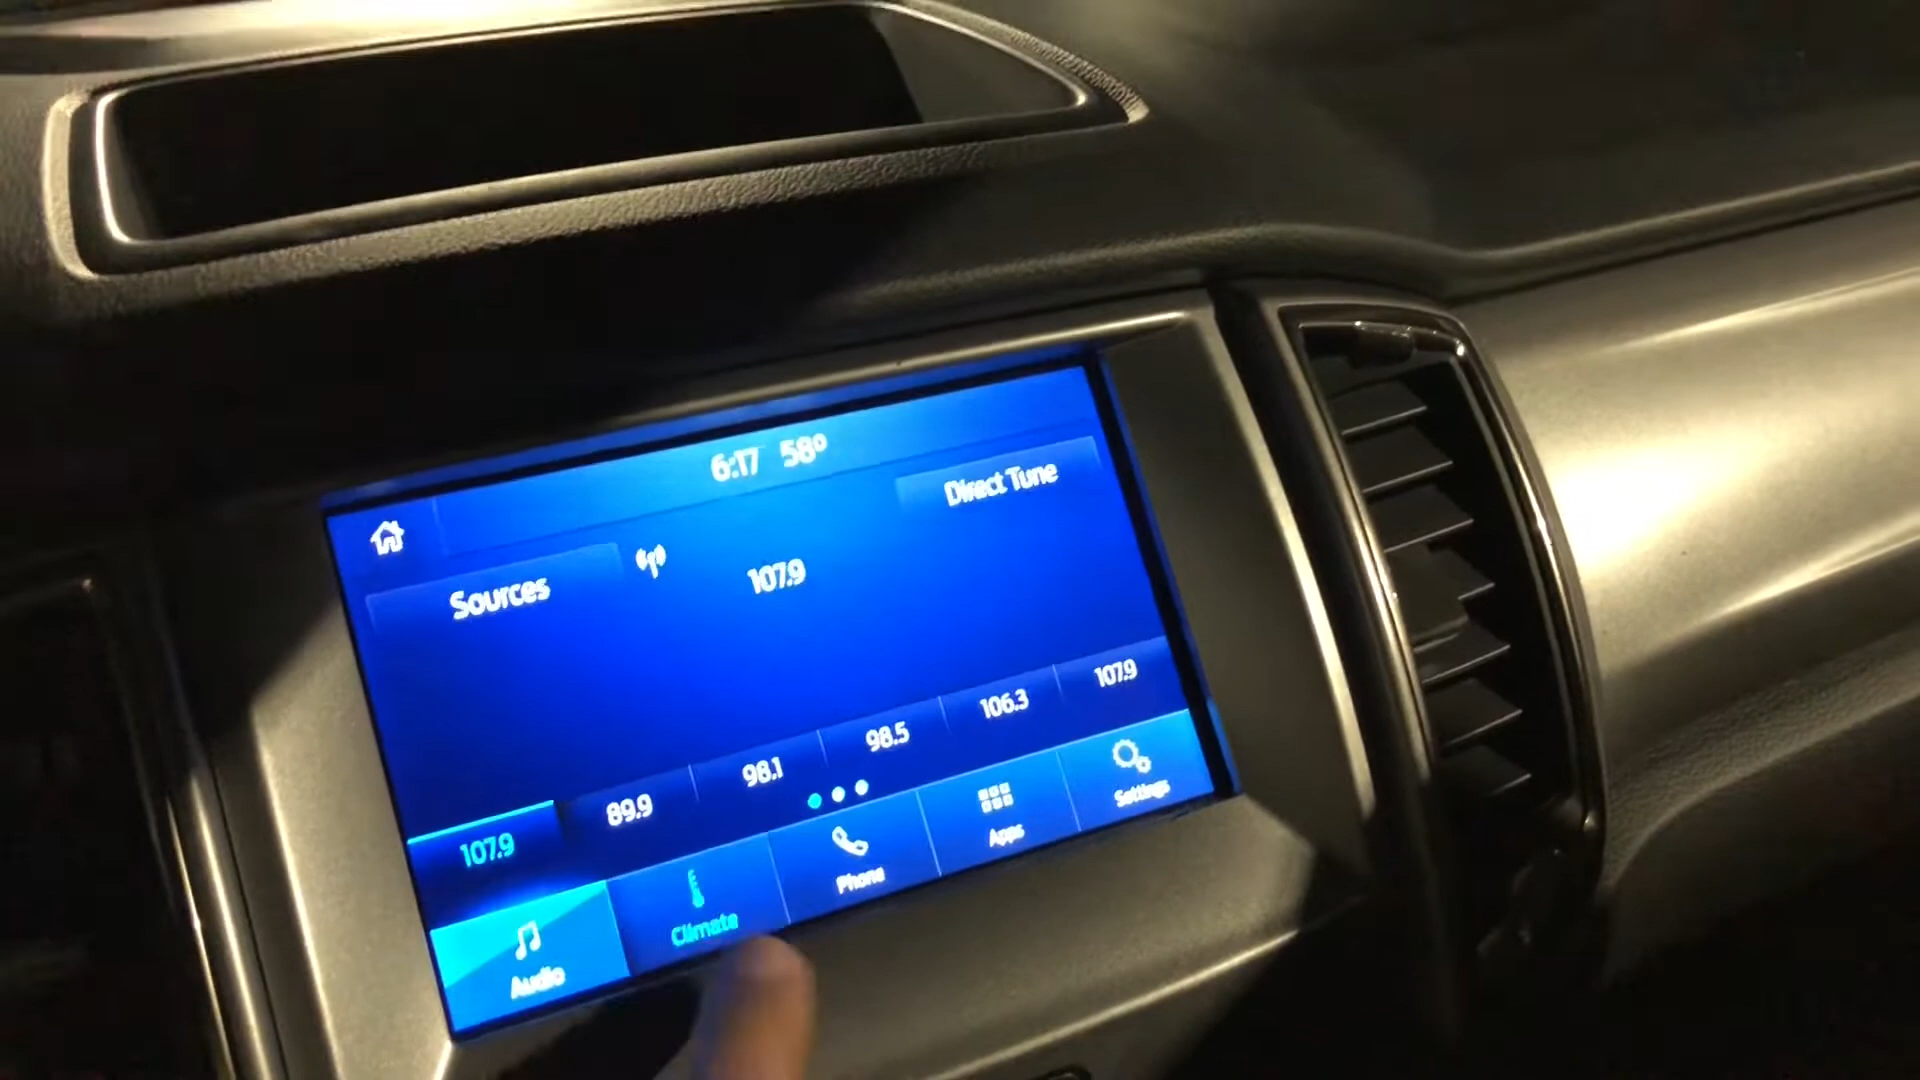 6:17 58°
Direct Tune
Sources
107.9
107.9 89.9 98.1 98.5 106.3 107.9
Audio Climate Phone Apps Settings